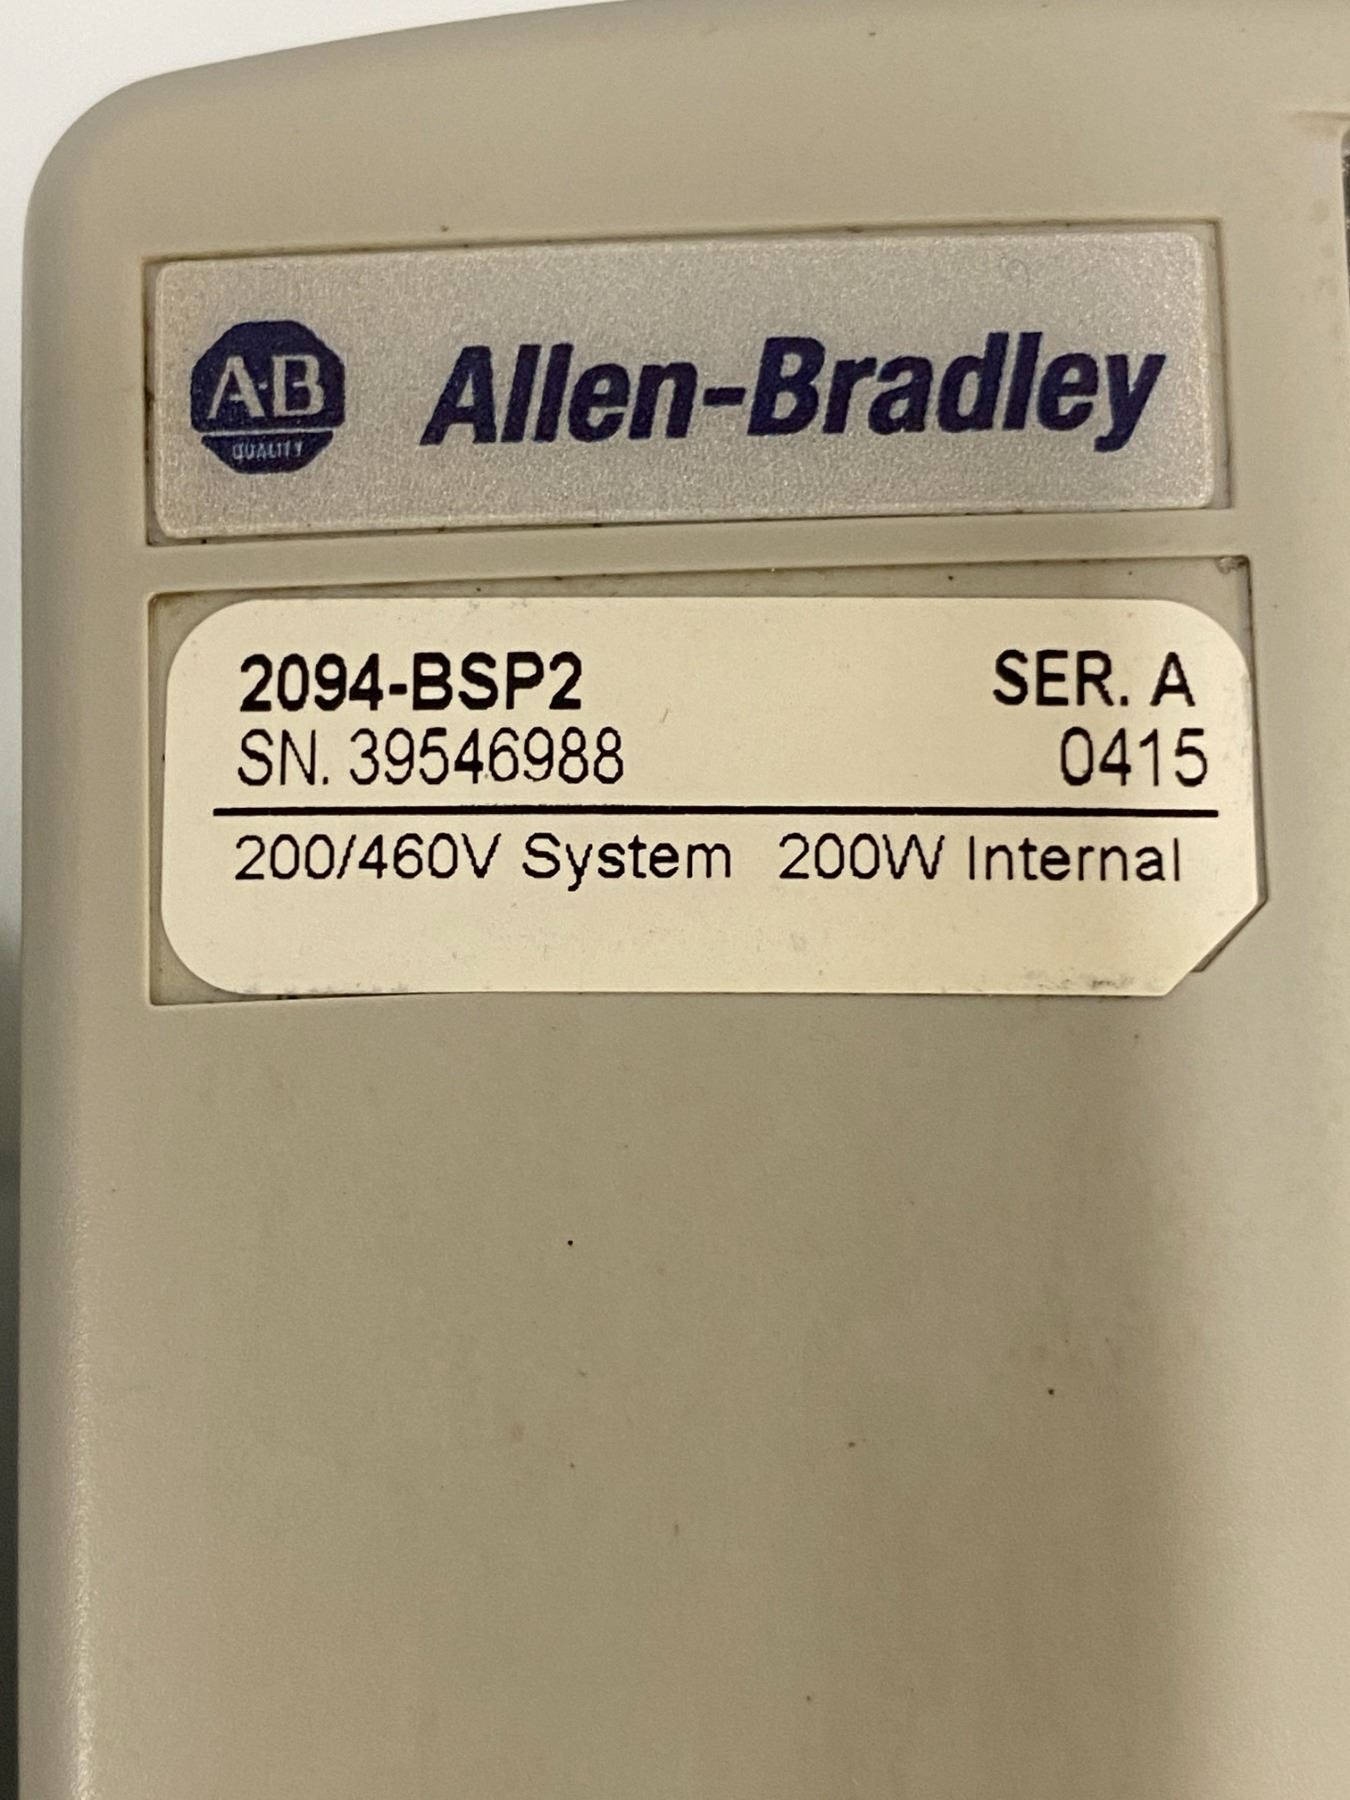 A·B
QUALITY
Allen-Bradley
2094-BSP2 SER. A
SN. 39546988 0415
200/460V System 200W Internal